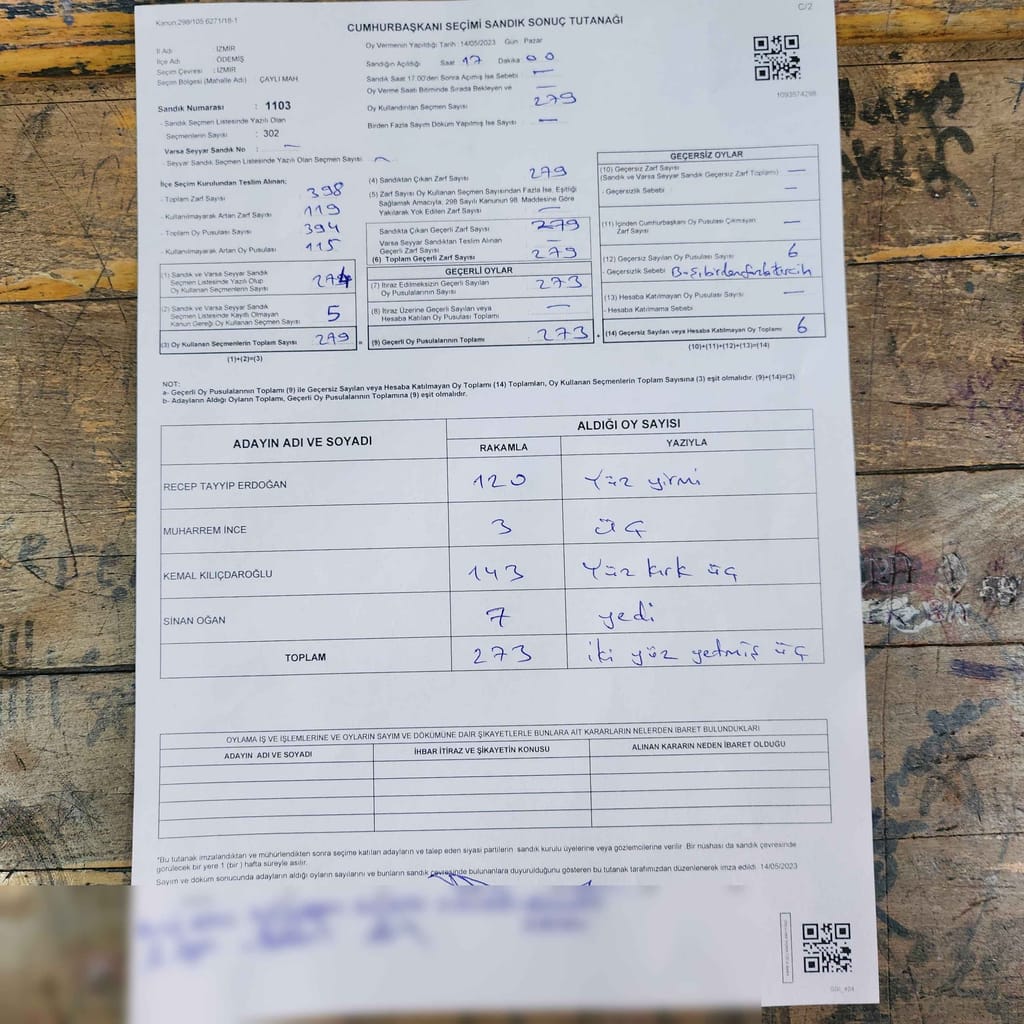 Kanun:298/105 6271/18-1
C/2
CUMHURBAŞKANI SEÇİMİ SANDIK SONUÇ TUTANAĞI
İl Adı : İZMİR
İlçe Adı : ÖDEMİŞ
Seçim Çevresi : İZMİR
Seçim Bölgesi (Mahalle Adı) : ÇAYLI MAH.
Sandık Numarası : 1103
- Sandık Seçmen Listesinde Yazılı Olan
Seçmenlerin Sayısı : 302
Varsa Seyyar Sandık No : —
- Seyyar Sandık Seçmen Listesinde Yazılı Olan Seçmen Sayısı: —
Oy Vermenin Yapıldığı Tarih :14/05/2023 Gün : Pazar
Sandığın Açıldığı Saat 17 Dakika 00
Sandık Saat 17.00'den Sonra Açılmış İse Sebebi —
Oy Verme Saati Bitiminde Sırada Bekleyen ve —
Oy Kullandırılan Seçmen Sayısı 279
Birden Fazla Sayım Döküm Yapılmış İse Sayısı —
1093574298
İlçe Seçim Kurulundan Teslim Alınan;
- Toplam Zarf Sayısı 398
- Kullanılmayarak Artan Zarf Sayısı 119
- Toplam Oy Pusulası Sayısı 394
- Kullanılmayarak Artan Oy Pusulası 115
(1) Sandık ve Varsa Seyyar Sandık
Seçmen Listesinde Yazılı Olup
Oy Kullanan Seçmenlerin Sayısı 274
(2) Sandık ve Varsa Seyyar Sandık
Seçmen Listesinde Kayıtlı Olmayan
Kanun Gereği Oy Kullanan Seçmen Sayısı 5
(3) Oy Kullanan Seçmenlerin Toplam Sayısı 279 =
(1)+(2)=(3)
(4) Sandıktan Çıkan Zarf Sayısı 279
(5) Zarf Sayısı Oy Kullanan Seçmen Sayısından Fazla İse, Eşitliği
Sağlamak Amacıyla, 298 Sayılı Kanunun 98. Maddesine Göre
Yakılarak Yok Edilen Zarf Sayısı —
Sandıkta Çıkan Geçerli Zarf Sayısı 279
Varsa Seyyar Sandıktan Teslim Alınan
Geçerli Zarf Sayısı —
(6) Toplam Geçerli Zarf Sayısı 279
GEÇERLİ OYLAR
(7) İtiraz Edilmeksizin Geçerli Sayılan
Oy Pusulalarının Sayısı 273
(8) İtiraz Üzerine Geçerli Sayılan veya
Hesaba Katılan Oy Pusulası Toplamı —
(9) Geçerli Oy Pusulalarının Toplamı 273 +
GEÇERSİZ OYLAR
(10) Geçersiz Zarf Sayısı
(Sandık ve Varsa Seyyar Sandık Geçersiz Zarf Toplamı) —
- Geçersizlik Sebebi —
(11) İçinden Cumhurbaşkanı Oy Pusulası Çıkmayan
Zarf Sayısı —
(12) Geçersiz Sayılan Oy Pusulası Sayısı 6
- Geçersizlik Sebebi
(13) Hesaba Katılmayan Oy Pusulası Sayısı —
- Hesaba Katılmama Sebebi
(14) Geçersiz Sayılan veya Hesaba Katılmayan Oy Toplamı 6
(10)+(11)+(12)+(13)=(14)
NOT:
a- Geçerli Oy Pusulalarının Toplamı (9) ile Geçersiz Sayılan veya Hesaba Katılmayan Oy Toplamı (14) Toplamları, Oy Kullanan Seçmenlerin Toplam Sayısına (3) eşit olmalıdır. (9)+(14)=(3)
b- Adayların Aldığı Oyların Toplamı, Geçerli Oy Pusulalarının Toplamına (9) eşit olmalıdır.
ADAYIN ADI VE SOYADI ALDIĞI OY SAYISI
RAKAMLA YAZIYLA
RECEP TAYYİP ERDOĞAN 120 Yüz yirmi
MUHARREM İNCE 3 üç
KEMAL KILIÇDAROĞLU 143 Yüz kırk üç
SİNAN OĞAN 7 yedi
TOPLAM 273 iki yüz yetmiş üç
OYLAMA İŞ VE İŞLEMLERİNE VE OYLARIN SAYIM VE DÖKÜMÜNE DAİR ŞİKAYETLERLE BUNLARA AİT KARARLARIN NELERDEN İBARET BULUNDUKLARI
ADAYIN ADI VE SOYADI İHBAR İTİRAZ VE ŞİKAYETİN KONUSU ALINAN KARARIN NEDEN İBARET OLDUĞU
*Bu tutanak imzalandıktan ve mühürlendikten sonra seçime katılan adayların ve talep eden siyasi partilerin sandık kurulu üyelerine veya gözlemcilerine verilir. Bir nüshası da sandık çevresinde
görülecek bir yere 1 (bir) hafta süreyle asılır.
Sayım ve döküm sonucunda adayların aldığı oyların sayılarını ve bunların sandık çevresinde bulunanlara duyurulduğunu gösteren bu tutanak tarafımızdan düzenlenerek imza edildi. 14/05/2023